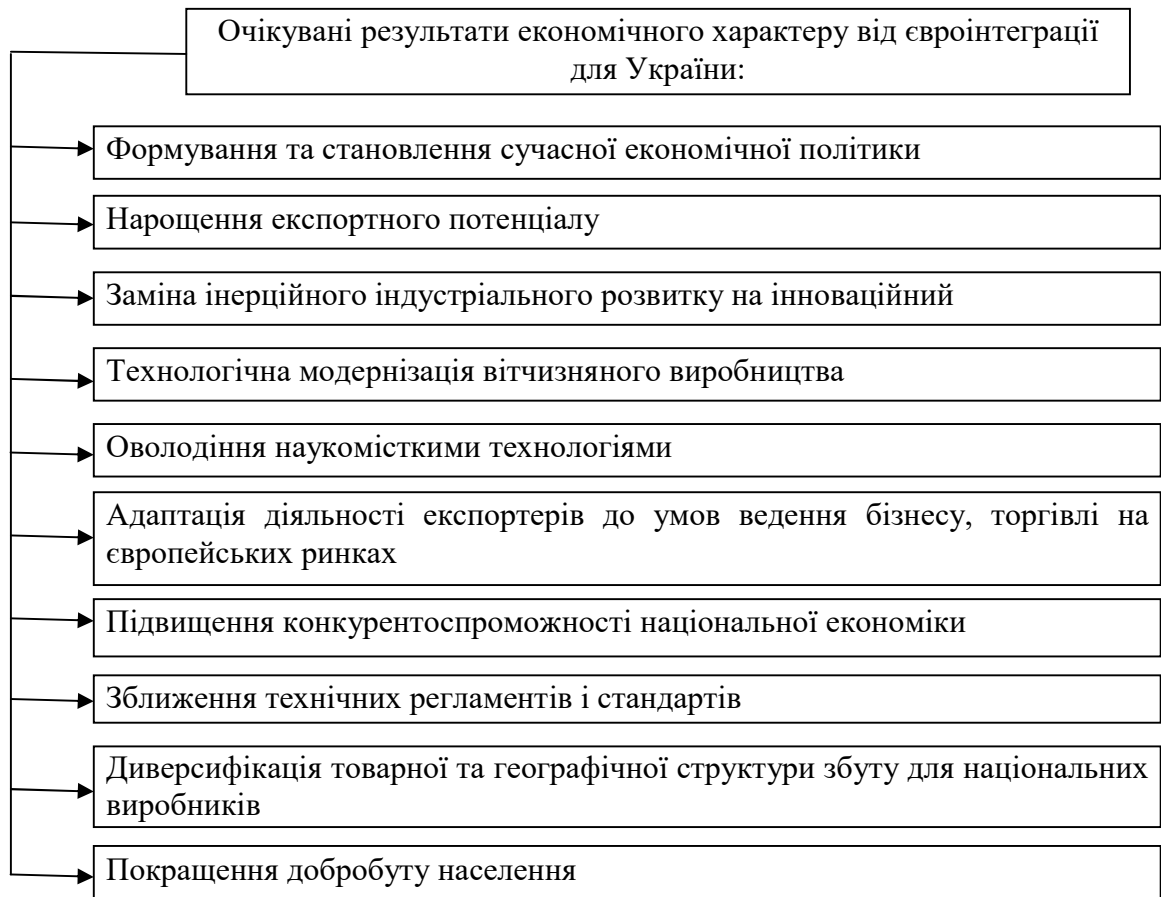 Очікувані результати економічного характеру від євроінтеграції
для України:
Формування та становлення сучасної економічної політики
Нарощення експортного потенціалу
Заміна інерційного індустріального розвитку на інноваційний
Технологічна модернізація вітчизняного виробництва
Оволодіння наукомісткими технологіями
Адаптація діяльності експортерів до умов ведення бізнесу, торгівлі на
європейських ринках
Підвищення конкурентоспроможності національної економіки
Зближення технічних регламентів і стандартів
Диверсифікація товарної та географічної структури збуту для національних
виробників
Покращення добробуту населення